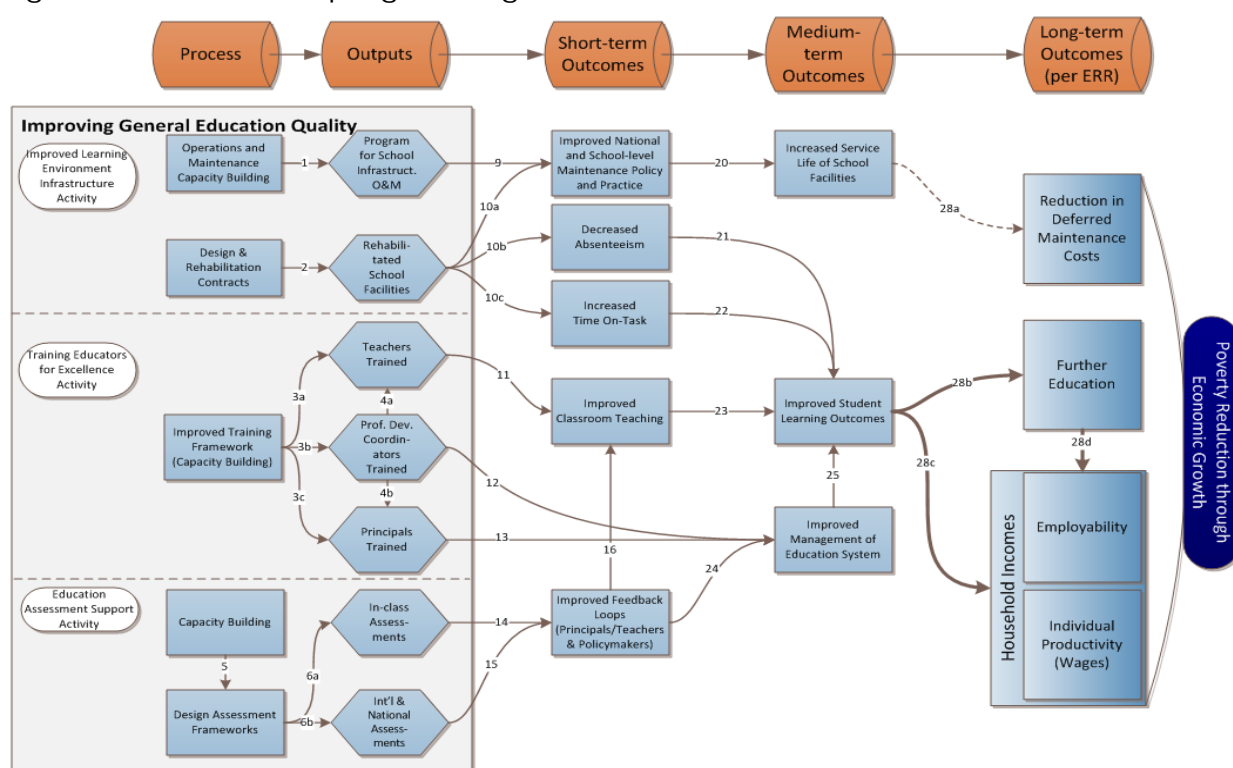 Process
Outputs
Short-term
Outcomes
Medium-
term
Outcomes
Long-term
Outcomes
(per ERR)
Improving General Education Quality
Improved Learning
Environment
Infrastructure
Activity
Operations and
Maintenance
Capacity Building
1
Program
for School
Infrastruct.
O&M
9
Improved National
and School-level
Maintenance Policy
and Practice
20
Increased Service
Life of School
Facilities
28a
Reduction in
Deferred
Maintenance
Costs
10a
Design &
Rehabilitation
Contracts
2
Rehabili-
tated
School
Facilities
10b
Decreased
Absenteeism
21
10c
Increased
Time On-Task
22
Training Educators
for Excellence
Activity
Improved Training
Framework
(Capacity Building)
3a
3b
3c
Teachers
Trained
4a
Prof. Dev.
Coordin-
ators
Trained
4b
Principals
Trained
11
12
13
Improved
Classroom Teaching
23
Improved Student
Learning Outcomes
25
Improved
Management of
Education System
28b
28c
Further
Education
28d
Household Incomes
Employability
Individual
Productivity
(Wages)
Poverty Reduction through
Economic Growth
Education
Assessment Support
Activity
Capacity Building
5
Design Assessment
Frameworks
6a
6b
In-class
Assess-
ments
Int'l &
National
Assess-
ments
14
15
16
24
Improved Feedback
Loops
(Principals/Teachers
& Policymakers)